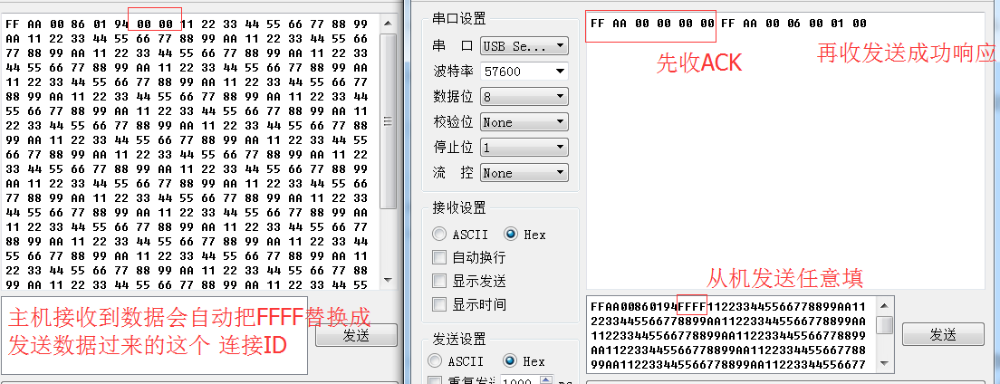 FF AA 00 86 01 94 00 00 11 22 33 44 55 66 77 88 99
AA 11 22 33 44 55 66 77 88 99 AA 11 22 33 44 55 66
77 88 99 AA 11 22 33 44 55 66 77 88 99 AA 11 22 33
44 55 66 77 88 99 AA 11 22 33 44 55 66 77 88 99 AA
11 22 33 44 55 66 77 88 99 AA 11 22 33 44 55 66 77
88 99 AA 11 22 33 44 55 66 77 88 99 AA 11 22 33 44
55 66 77 88 99 AA 11 22 33 44 55 66 77 88 99 AA 11
22 33 44 55 66 77 88 99 AA 11 22 33 44 55 66 77 88
99 AA 11 22 33 44 55 66 77 88 99 AA 11 22 33 44 55
66 77 88 99 AA 11 22 33 44 55 66 77 88 99 AA 11 22
33 44 55 66 77 88 99 AA 11 22 33 44 55 66 77 88 99
AA 11 22 33 44 55 66 77 88 99 AA 11 22 33 44 55 66
77 88 99 AA 11 22 33 44 55 66 77 88 99 AA 11 22 33
44 55 66 77 88 99 AA 11 22 33 44 55 66 77 88 99 AA
11 22 33 44 55 66 77 88 99 AA 11 22 33 44 55 66 77
88 99 AA 11 22 33 44 55 66 77 88 99 AA 11 22 33 44
55 66 77 88 99 AA 11 22 33 44 55 66 77 88 99 AA 11
22 33 44 55 66 77 88 99 AA 11 22 33 44 55 66 77 88
99 AA 11 22 33 44 55 66 77 88 99 AA 11 22 33 44 55
主机接收到数据会自动把FFFF替换成
发送数据过来的这个 连接ID
发送
串口设置
串 口 USB Se...
波特率 57600
数据位 8
校验位 None
停止位 1
流 控 None
接收设置
ASCII Hex
自动换行
显示发送
显示时间
发送设置
ASCII Hex
重复发送 1000 ms
FF AA 00 00 00 00 FF AA 00 06 00 01 00
先收ACK
再收发送成功响应
从机发送任意填
FFAA00860194FFFF112233445566778899AA11
2233445566778899AA112233445566778899AA
112233445566778899AA112233445566778899
AA112233445566778899AA1122334455667788
99AA112233445566778899AA11223344556677
发送